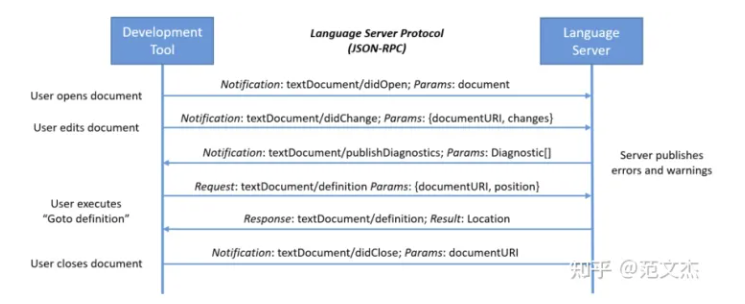 Development
Tool
Language Server Protocol
(JSON-RPC)
Language
Server
Notification: textDocument/didOpen; Params: document
User opens document
Notification: textDocument/didChange; Params: {documentURI, changes}
User edits document
Notification: textDocument/publishDiagnostics; Params: Diagnostic[]
Server publishes
errors and warnings
Request: textDocument/definition Params: {documentURI, position}
User executes
“Goto definition”
Response: textDocument/definition; Result: Location
Notification: textDocument/didClose; Params: documentURI
User closes document
知乎 @范文杰